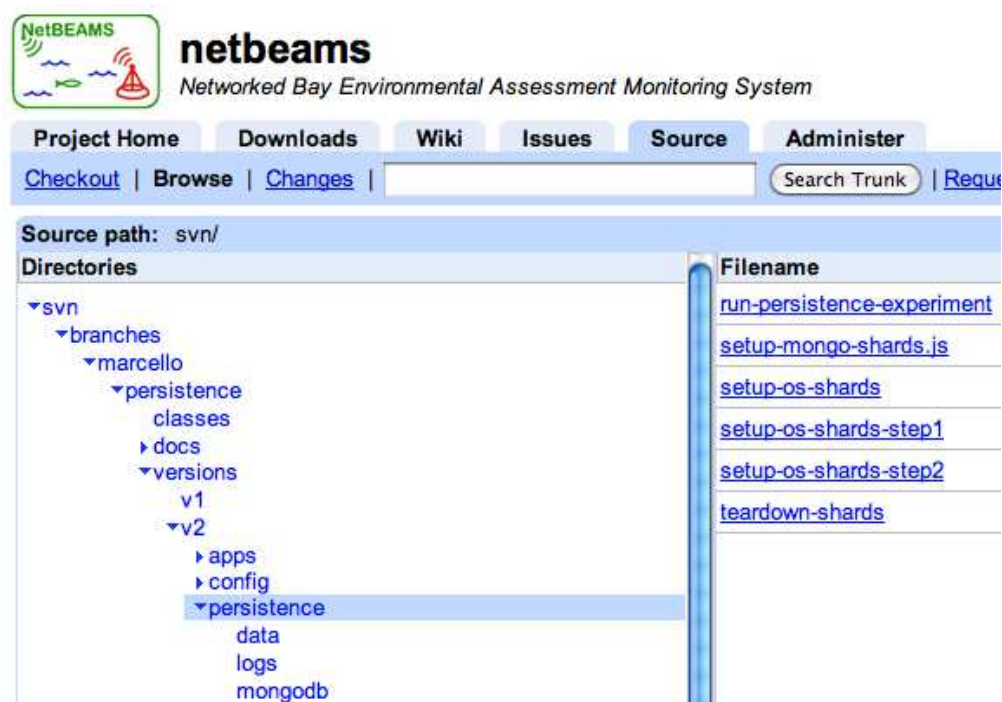 NetBEAMS
netbeams
Networked Bay Environmental Assessment Monitoring System
Project Home Downloads Wiki Issues Source Administer
Checkout | Browse | Changes | Search Trunk | Reque
Source path: svn/
Directories
Filename
svn
branches
marcello
persistence
classes
docs
versions
v1
v2
apps
config
persistence
data
logs
mongodb
run-persistence-experiment
setup-mongo-shards.js
setup-os-shards
setup-os-shards-step1
setup-os-shards-step2
teardown-shards